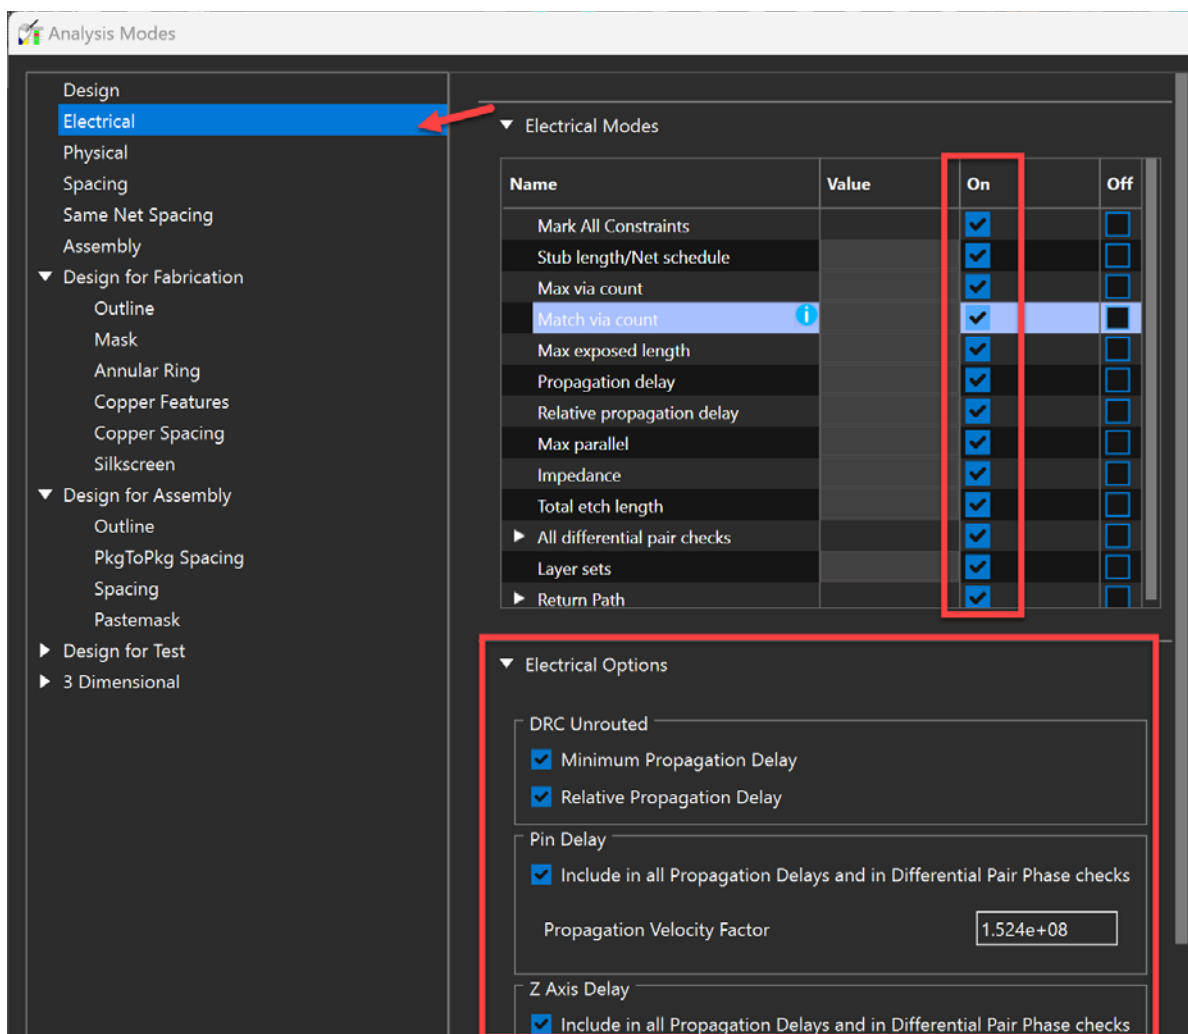 Analysis Modes
Design
Electrical
Physical
Spacing
Same Net Spacing
Assembly
Design for Fabrication
Outline
Mask
Annular Ring
Copper Features
Copper Spacing
Silkscreen
Design for Assembly
Outline
PkgToPkg Spacing
Spacing
Pastemask
Design for Test
3 Dimensional
Electrical Modes
Name Value On Off
Mark All Constraints
Stub length/Net schedule
Max via count
Match via count
Max exposed length
Propagation delay
Relative propagation delay
Max parallel
Impedance
Total etch length
All differential pair checks
Layer sets
Return Path
Electrical Options
DRC Unrouted
Minimum Propagation Delay
Relative Propagation Delay
Pin Delay
Include in all Propagation Delays and in Differential Pair Phase checks
Propagation Velocity Factor 1.524e+08
Z Axis Delay
Include in all Propagation Delays and in Differential Pair Phase checks